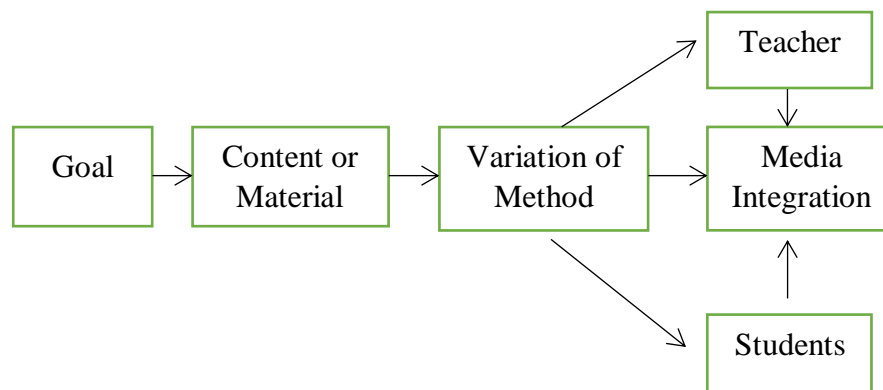 Teacher
Goal
Content or
Material
Variation of
Method
Media
Integration
Students